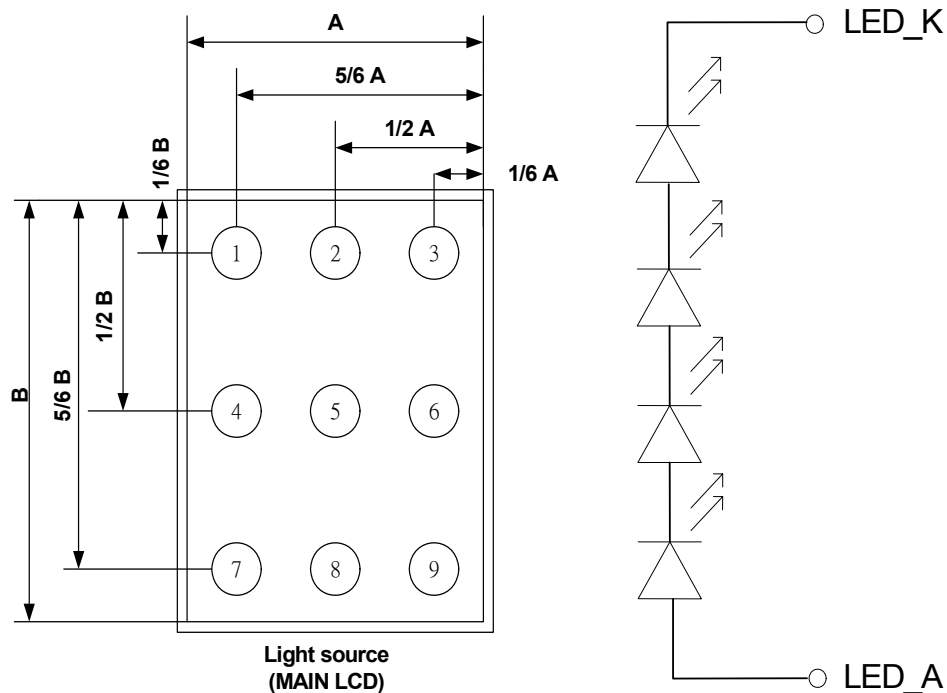 A
LED_K
5/6 A
1/2 A
1/6 B
1/6 A
1 2 3
1/2 B
5/6 B
B
4 5 6
7 8 9
Light source
(MAIN LCD)
LED_A